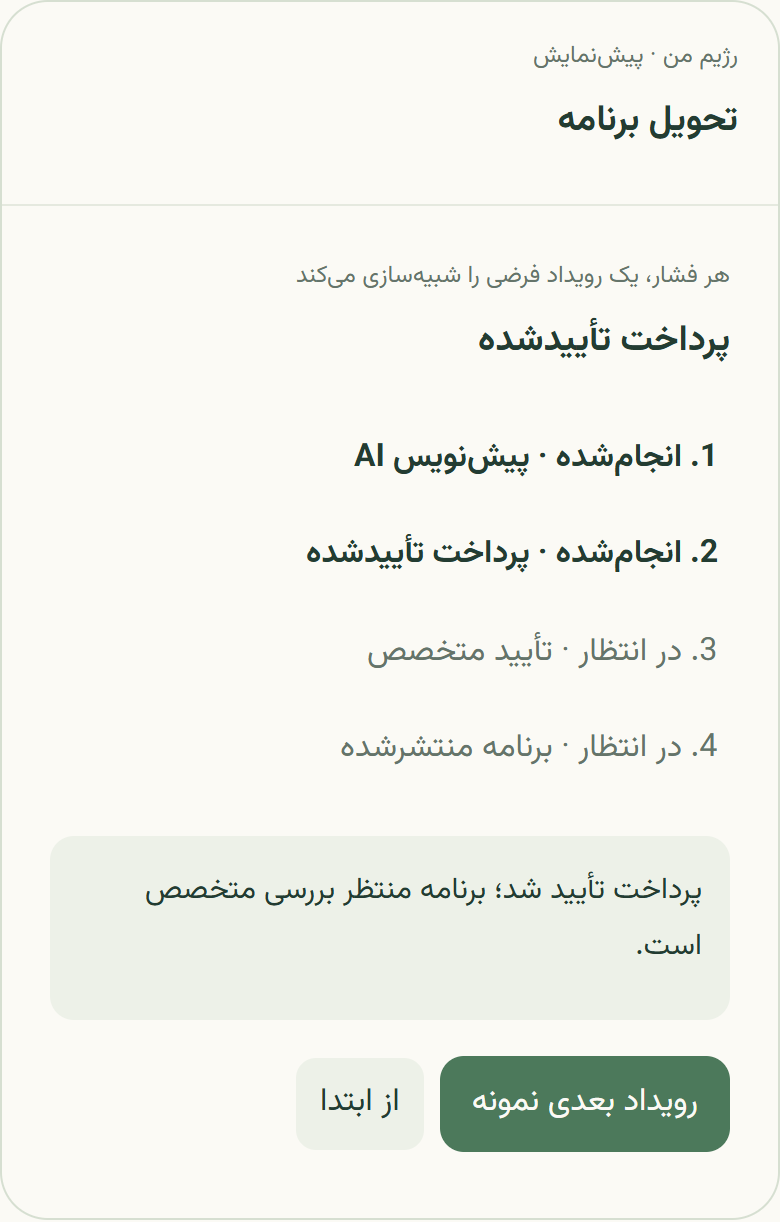 رژیم من · پیش‌نمایش
تحویل برنامه
هر فشار، یک رویداد فرضی را شبیه‌سازی می‌کند
پرداخت تأییدشده
1. انجام‌شده · پیش‌نویس AI
2. انجام‌شده · پرداخت تأییدشده
3. در انتظار · تأیید متخصص
4. در انتظار · برنامه منتشرشده
پرداخت تأیید شد؛ برنامه منتظر بررسی متخصص
است.
رویداد بعدی نمونه
از ابتدا